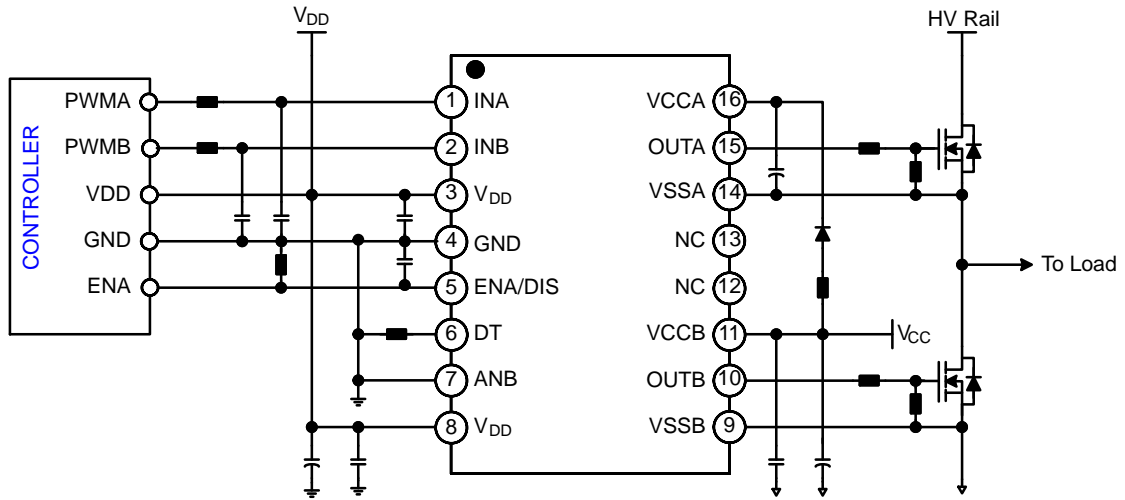 VDD
HV Rail
CONTROLLER
PWMA
PWMB
VDD
GND
ENA
1 INA
2 INB
3 VDD
4 GND
5 ENA/DIS
6 DT
7 ANB
8 VDD
VCCA 16
OUTA 15
VSSA 14
NC 13
NC 12
VCCB 11
OUTB 10
VSSB 9
To Load
VCC